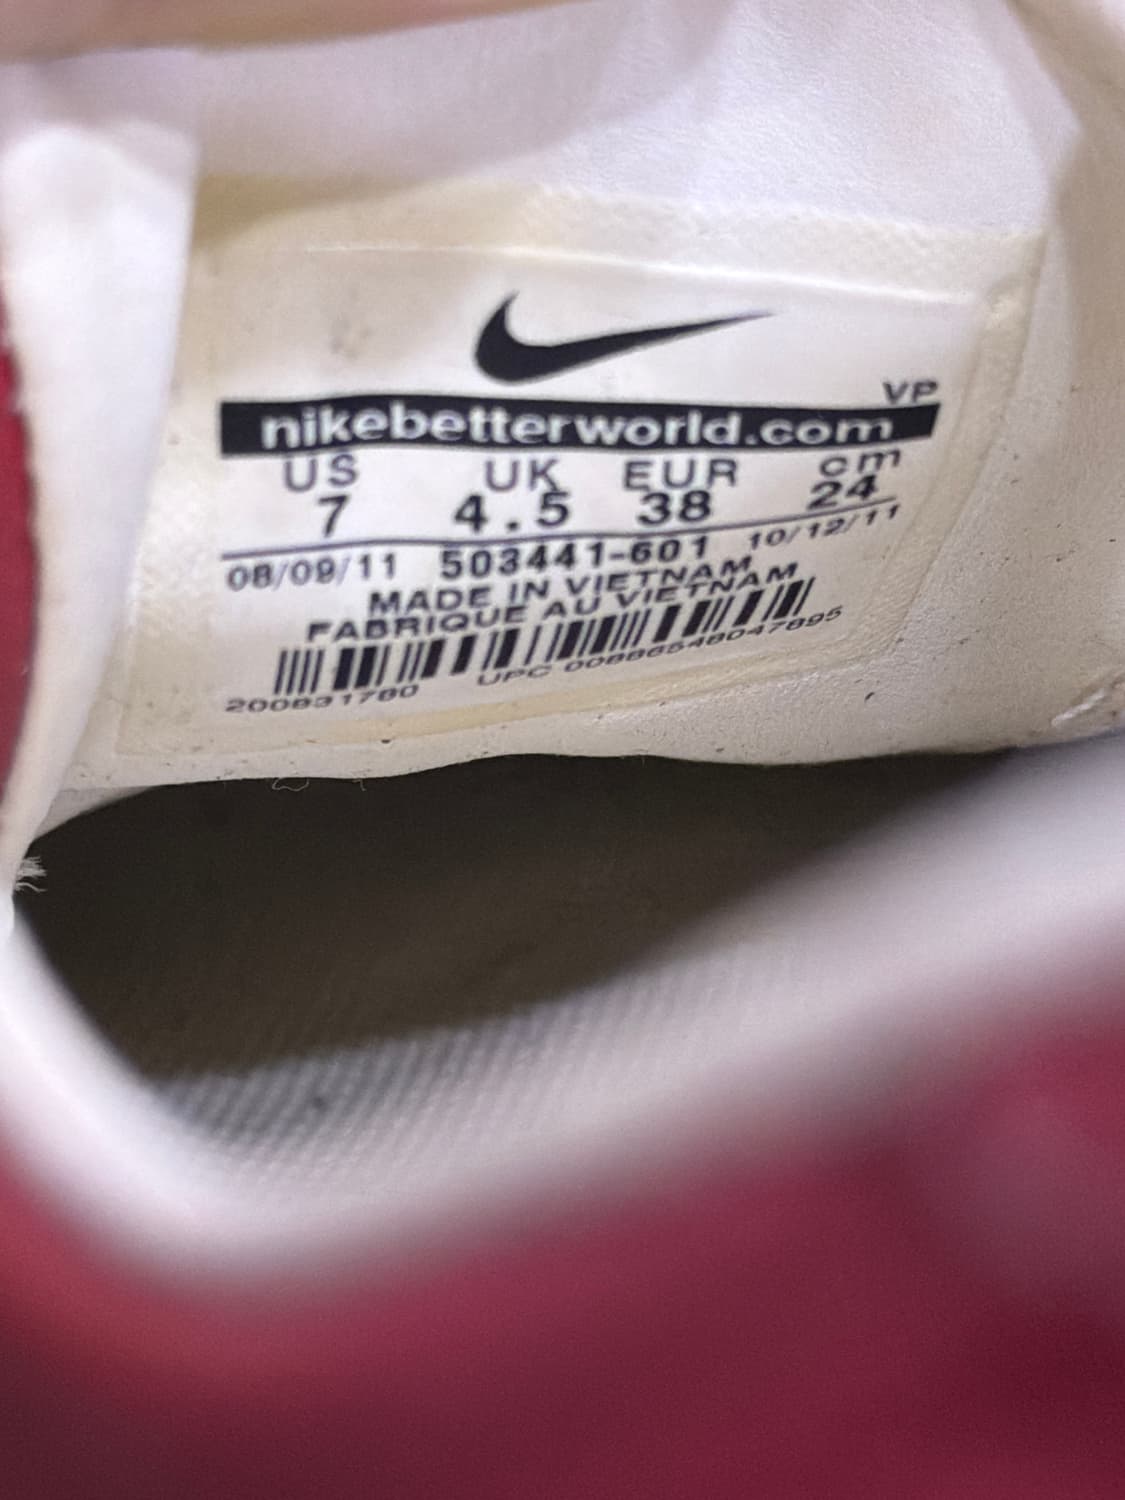 VP
nikebetterworld.com
US UK EUR cm
7 4.5 38 24
08/09/11 503441-601 10/12/11
MADE IN VIETNAM
FABRIQUE AU VIETNAM
200831780 UPC 00886548047895